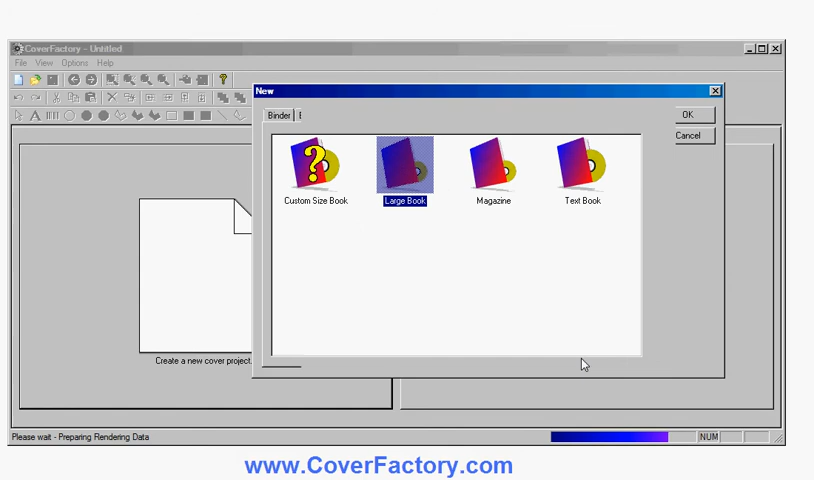 CoverFactory - Untitled
File View Options Help
New
Binder
OK
Cancel
Custom Size Book
Large Book
Magazine
Text Book
Create a new cover project.
Please wait - Preparing Rendering Data
NUM
www.CoverFactory.com